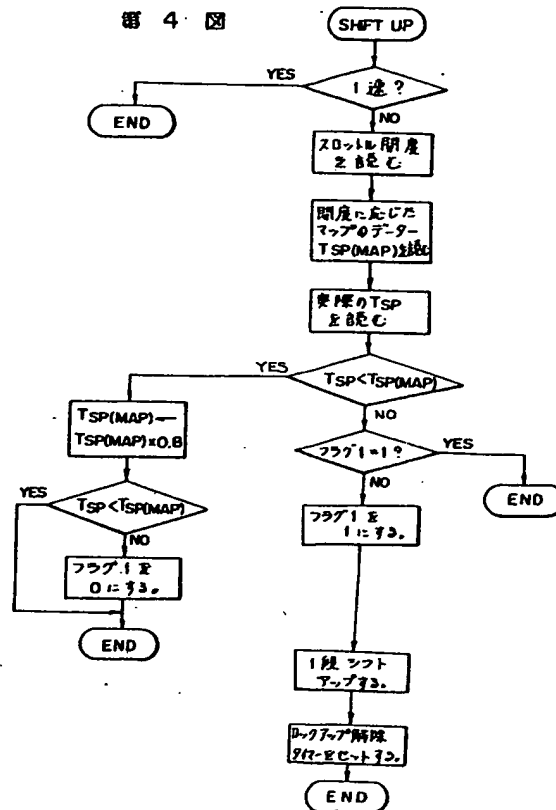 第 4 図
SHIFT UP
1 速 ?
YES
NO
END
スロットル開度
を読む
開度に応じた
マップのデーター
TSP(MAP)を読む
実際のTSP
を読む
TSP<TSP(MAP)
YES
NO
TSP(MAP)←
TSP(MAP)×0.8
フラグ1=1?
YES
NO
END
YES
TSP<TSP(MAP)
NO
フラグ1を
1にする。
フラグ.1を
0にする。
END
1段シフト
アップする。
ロックアップ解除
タイマーをセットする。
END